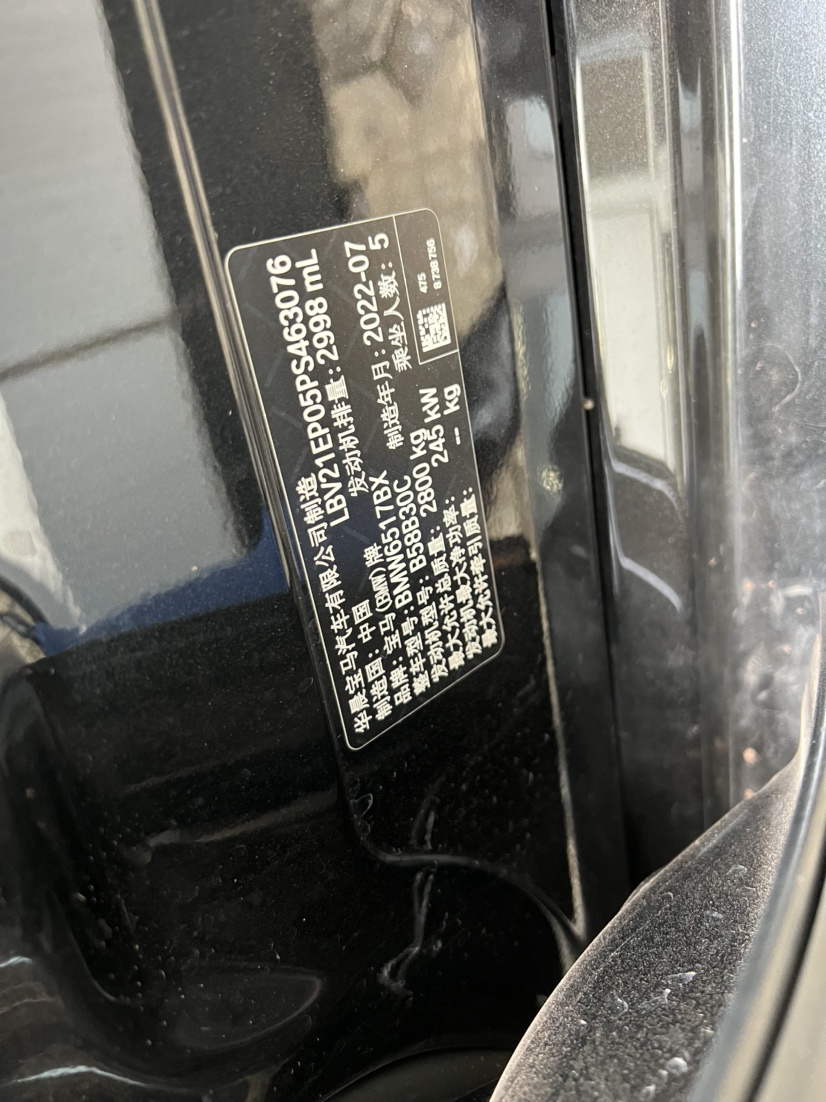 华晨宝马汽车有限公司制造
制造国：中国 LBV21EP05PS463076
品牌：宝马(BMW)牌 发动机排量：2998 mL
整车型号：BMW6517BX
发动机型号：B58B30C 制造年月：2022-07
最大允许总质量：2800 kg 乘坐人数：5
发动机最大净功率：245 kW
最大允许牵引质量：-- kg
475
8 738 756